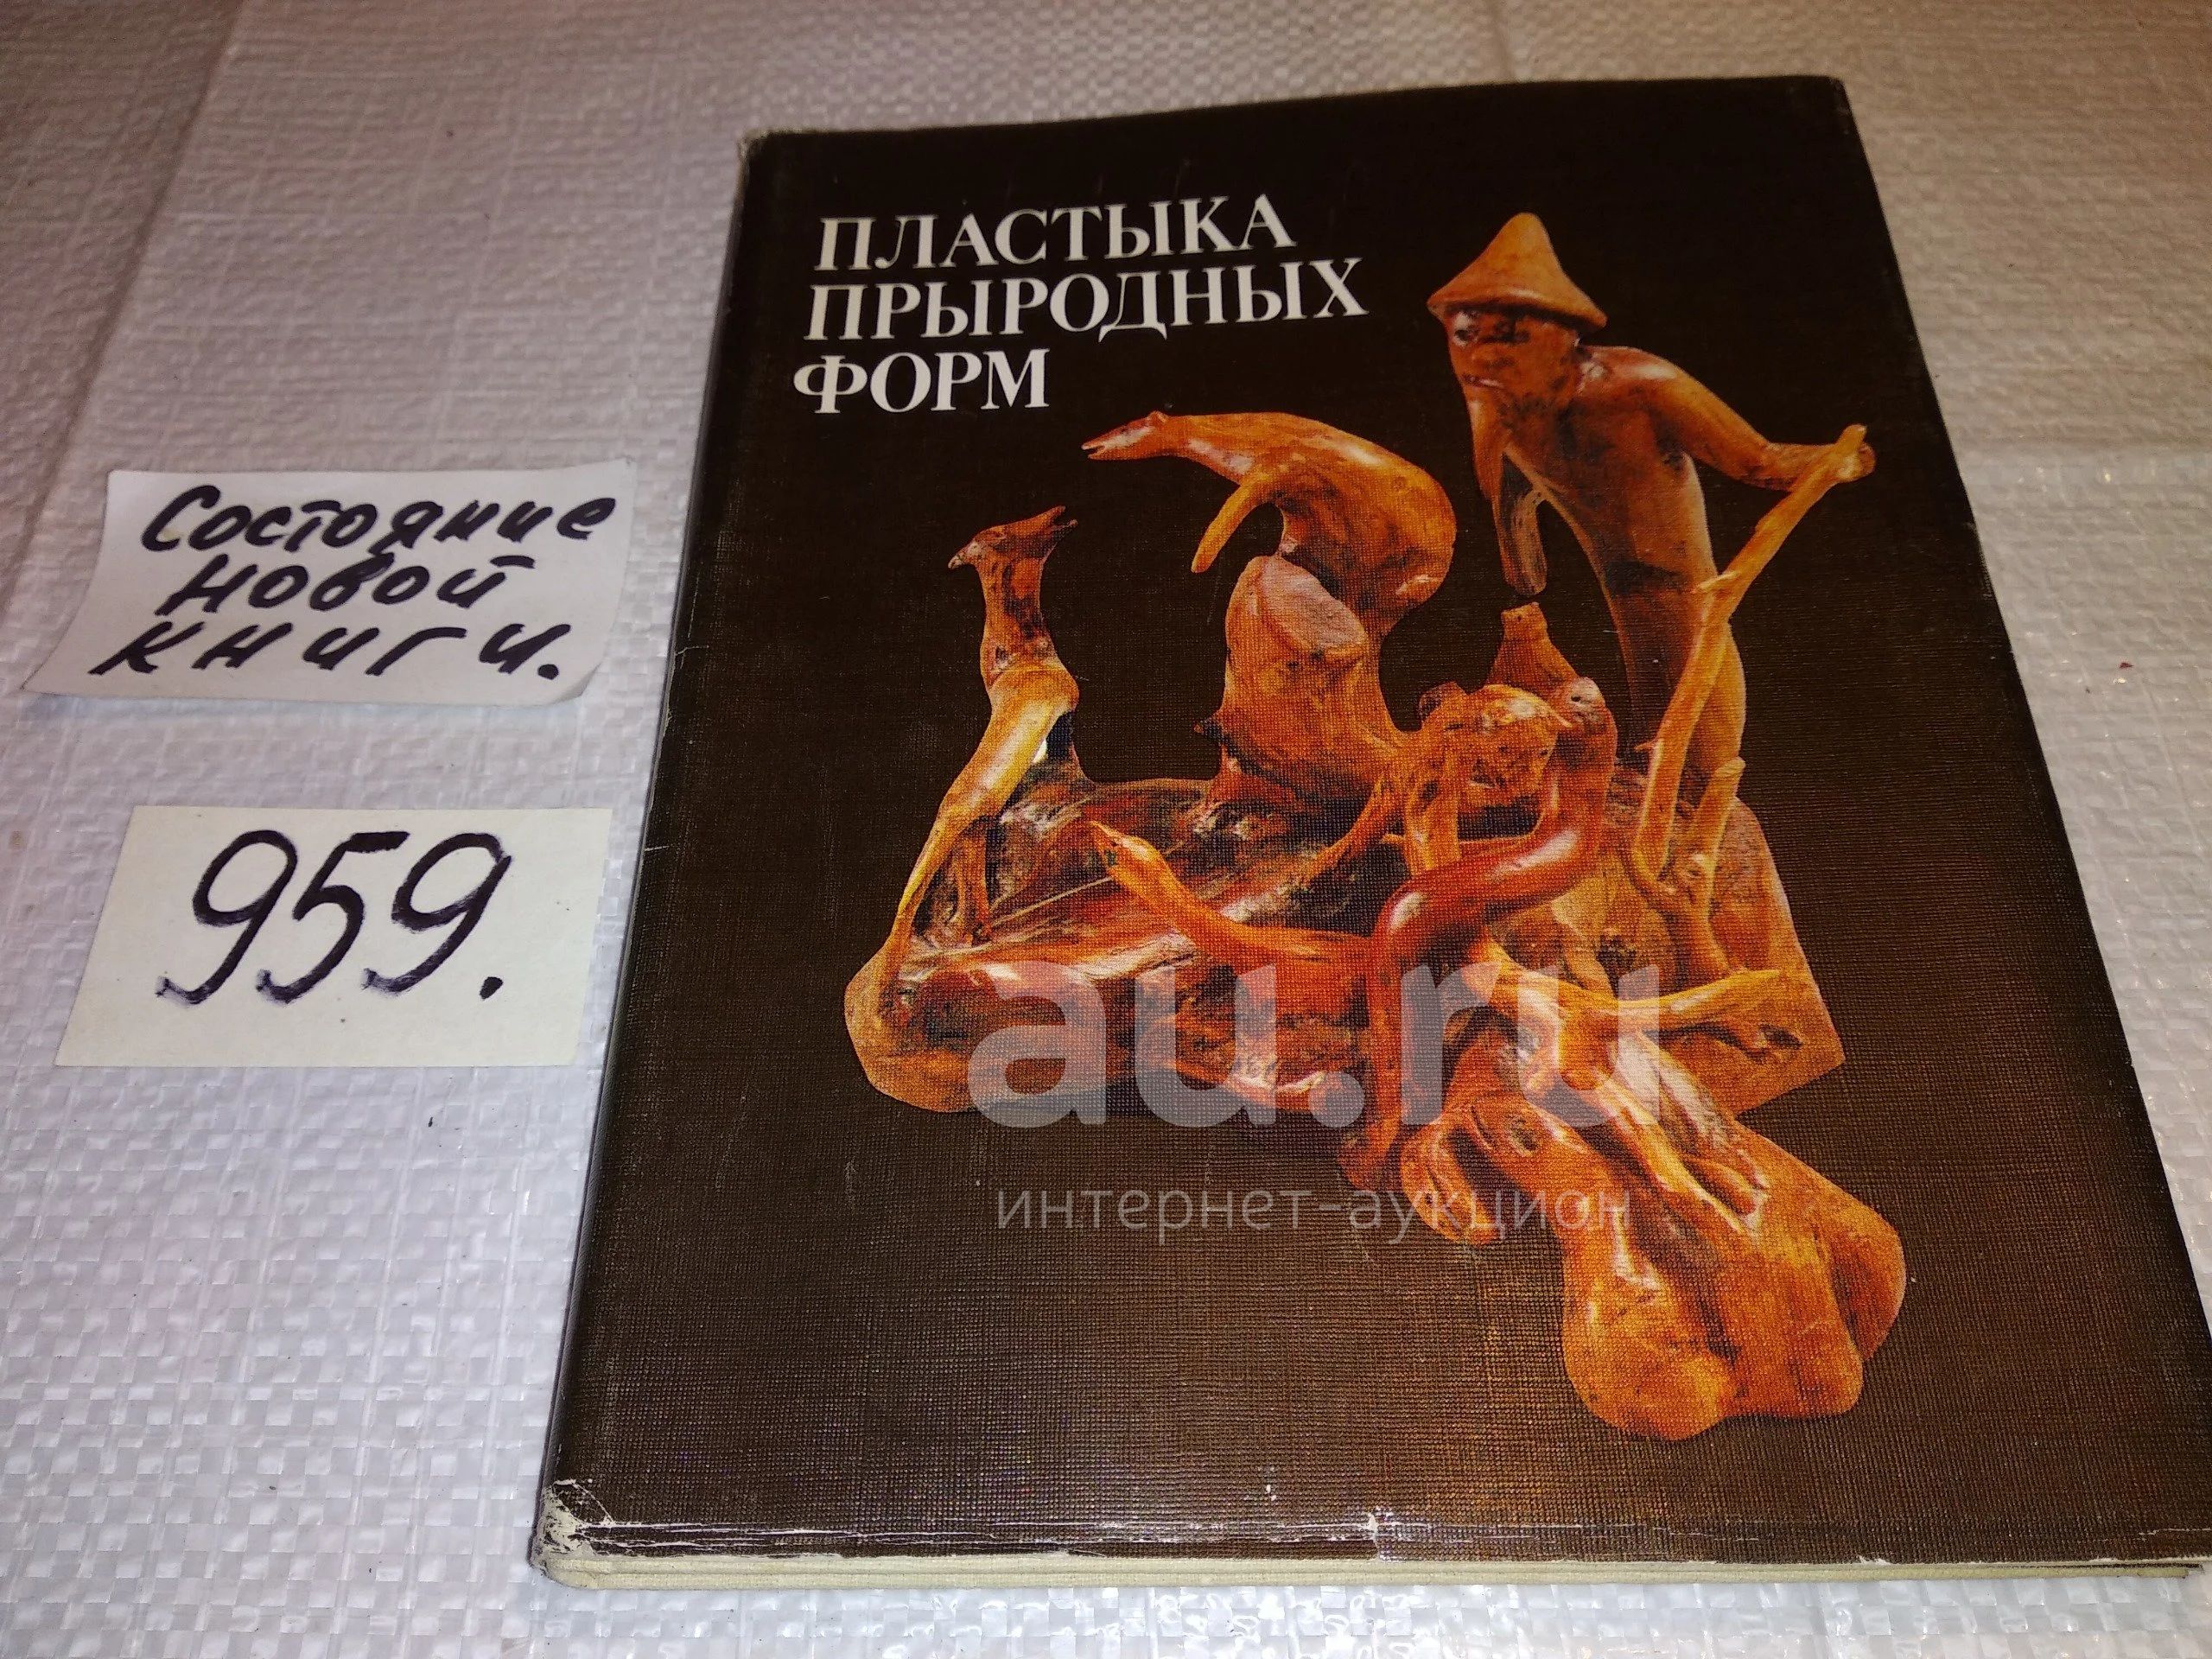 ПЛАСТЫКА
ПРЫРОДНЫХ
ФОРМ
Состояние
новой
книги.
959.
au.ru
интернет-аукцион